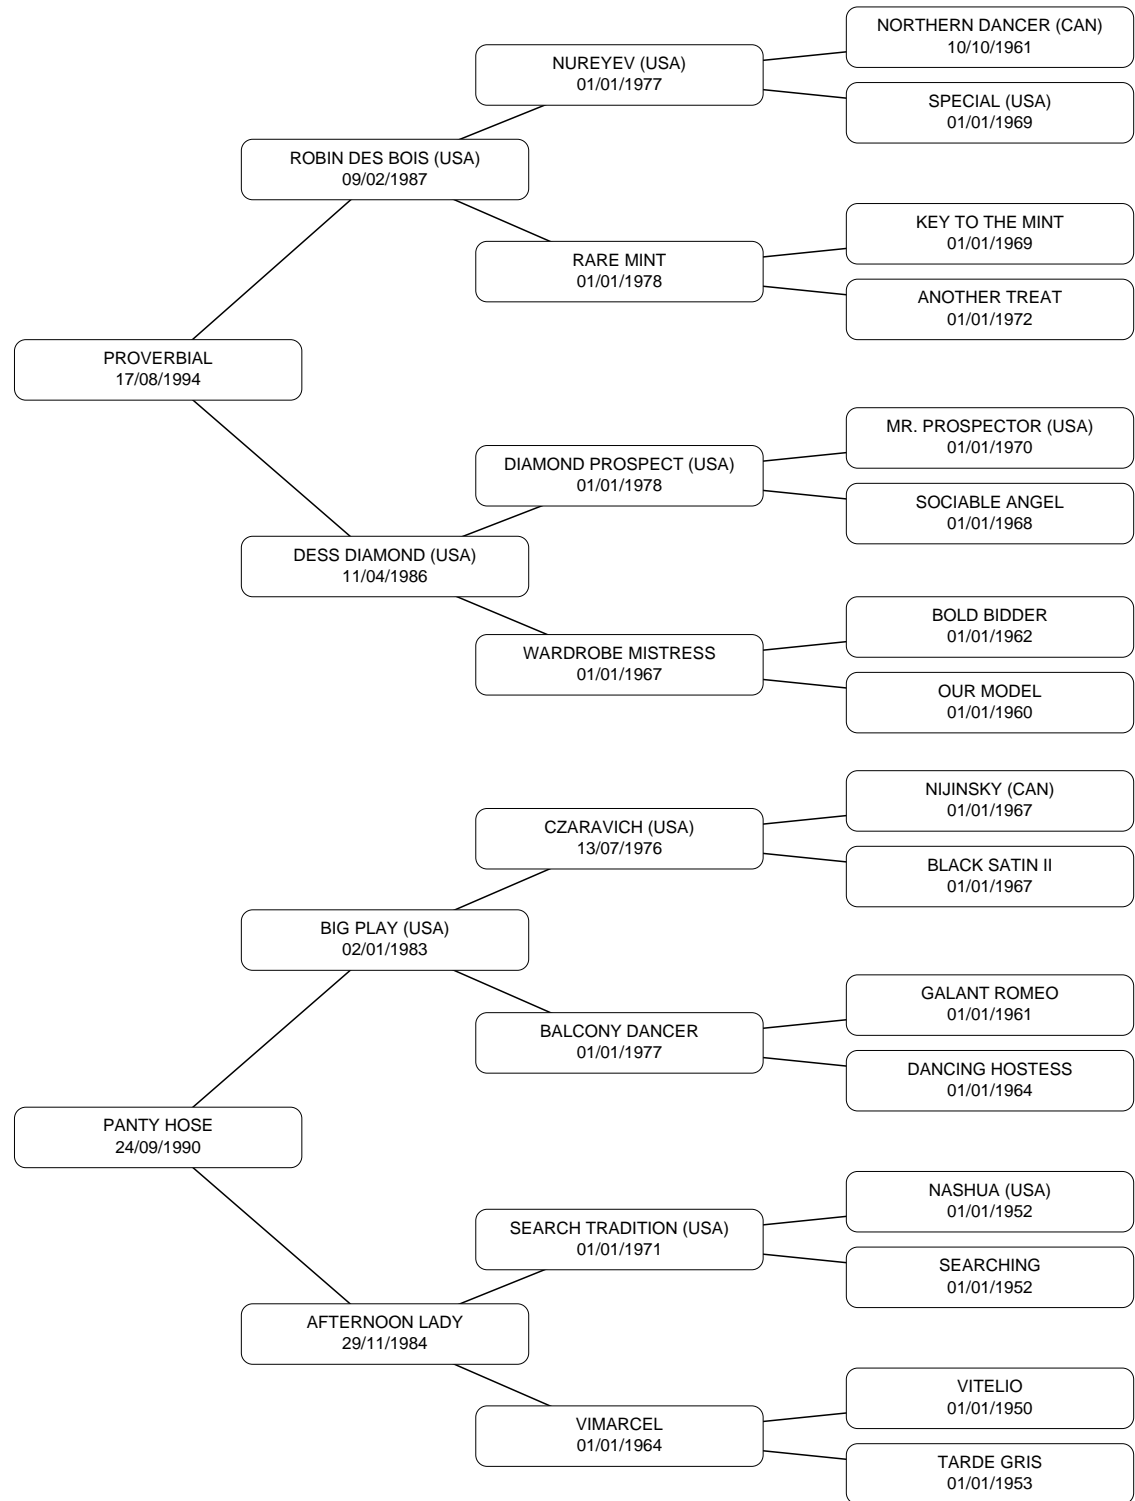 NORTHERN DANCER (CAN)
10/10/1961
NUREYEV (USA)
01/01/1977
SPECIAL (USA)
01/01/1969
ROBIN DES BOIS (USA)
09/02/1987
KEY TO THE MINT
01/01/1969
RARE MINT
01/01/1978
ANOTHER TREAT
01/01/1972
PROVERBIAL
17/08/1994
MR. PROSPECTOR (USA)
01/01/1970
DIAMOND PROSPECT (USA)
01/01/1978
SOCIABLE ANGEL
01/01/1968
DESS DIAMOND (USA)
11/04/1986
BOLD BIDDER
01/01/1962
WARDROBE MISTRESS
01/01/1967
OUR MODEL
01/01/1960
NIJINSKY (CAN)
01/01/1967
CZARAVICH (USA)
13/07/1976
BLACK SATIN II
01/01/1967
BIG PLAY (USA)
02/01/1983
GALANT ROMEO
01/01/1961
BALCONY DANCER
01/01/1977
DANCING HOSTESS
01/01/1964
PANTY HOSE
24/09/1990
NASHUA (USA)
01/01/1952
SEARCH TRADITION (USA)
01/01/1971
SEARCHING
01/01/1952
AFTERNOON LADY
29/11/1984
VITELIO
01/01/1950
VIMARCEL
01/01/1964
TARDE GRIS
01/01/1953